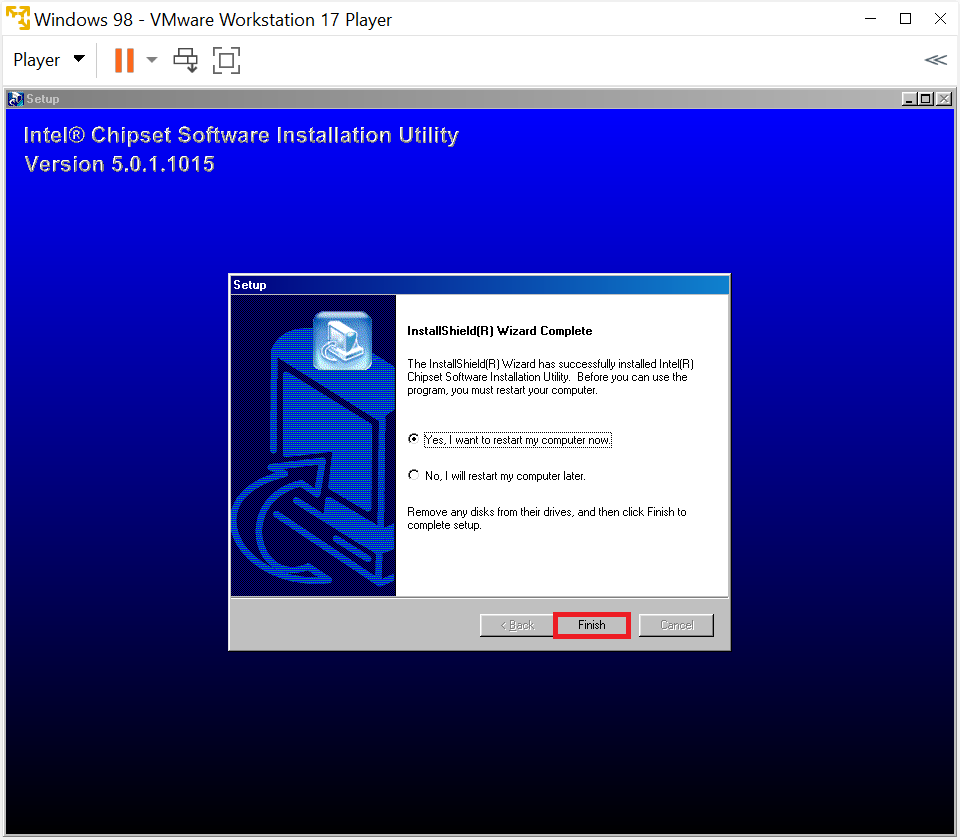 Windows 98 - VMware Workstation 17 Player
Player
Setup
Intel® Chipset Software Installation Utility
Version 5.0.1.1015
Setup
InstallShield(R) Wizard Complete
The InstallShield(R) Wizard has successfully installed Intel(R)
Chipset Software Installation Utility.  Before you can use the
program, you must restart your computer.
Yes, I want to restart my computer now.
No, I will restart my computer later.
Remove any disks from their drives, and then click Finish to
complete setup.
< Back
Finish
Cancel